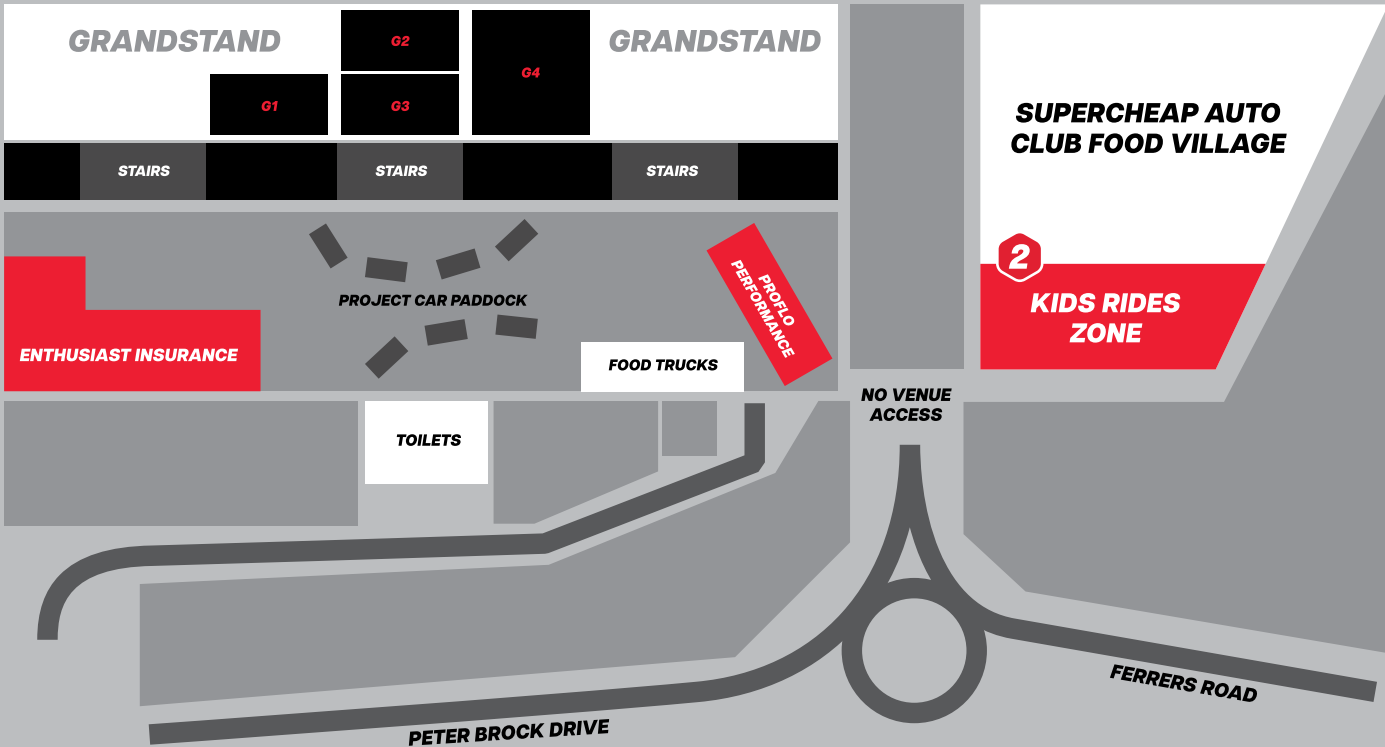 GRANDSTAND
G2
G4
GRANDSTAND
G1
G3
STAIRS
STAIRS
STAIRS
SUPERCHEAP AUTO
CLUB FOOD VILLAGE
2
KIDS RIDES
ZONE
PROJECT CAR PADDOCK
PROFLO
PERFORMANCE
ENTHUSIAST INSURANCE
FOOD TRUCKS
NO VENUE
ACCESS
TOILETS
FERRERS ROAD
PETER BROCK DRIVE